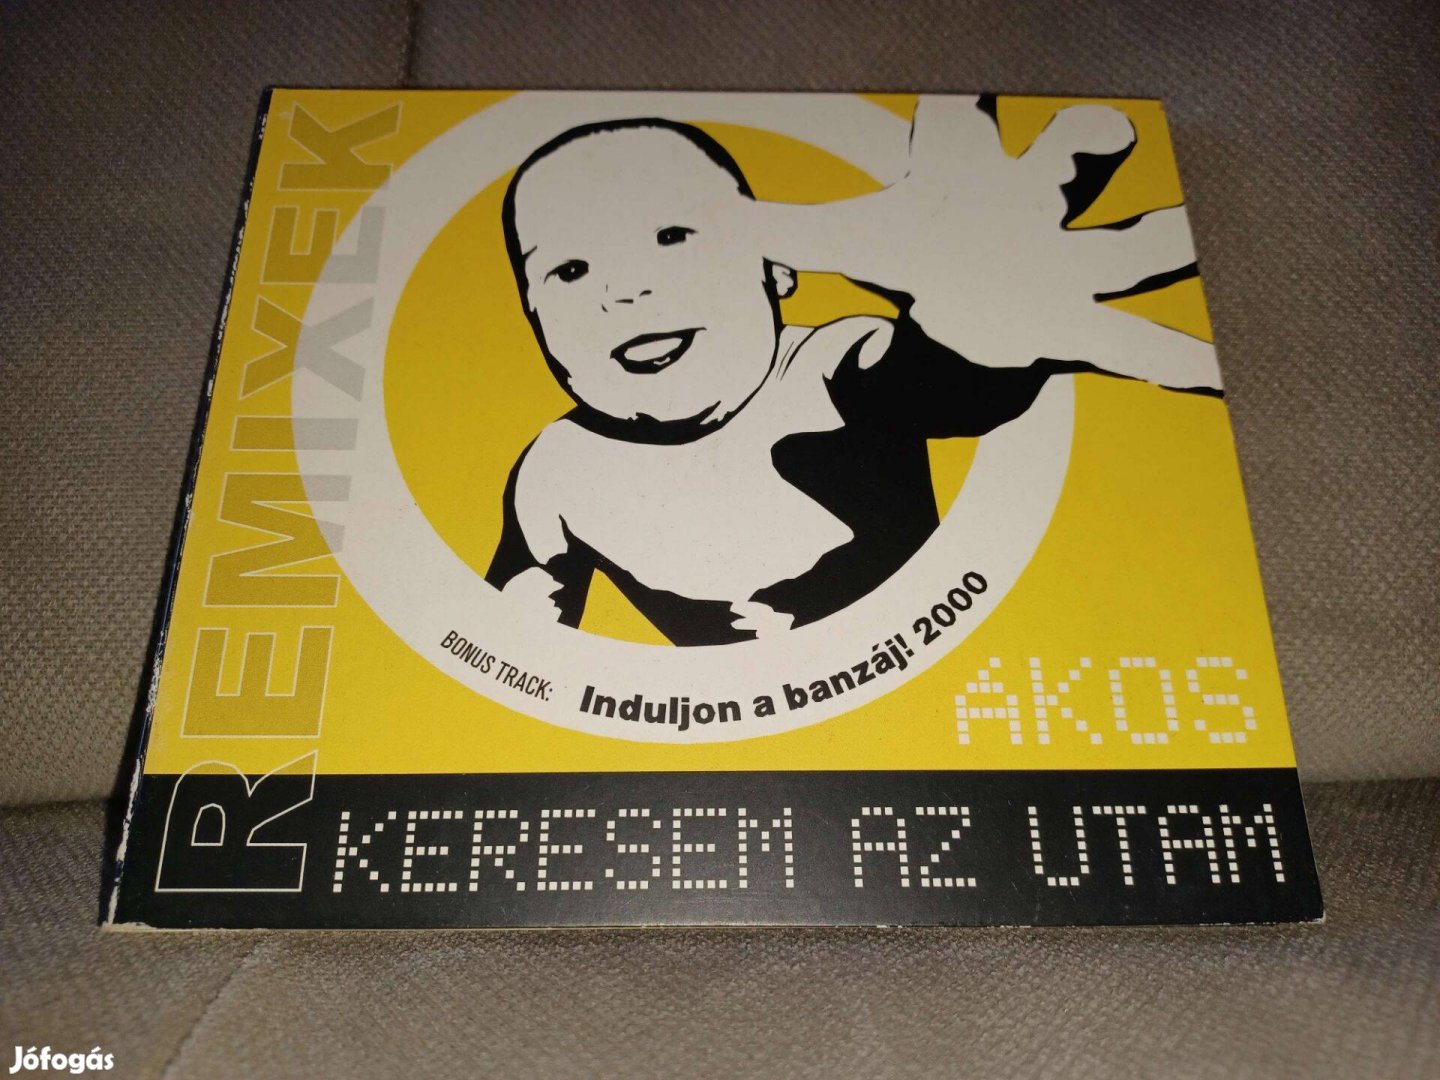 REMIXEK
BONUS TRACK: Induljon a banzáj! 2000
ÁKOS
KERESEM AZ UTAM
Jófogás